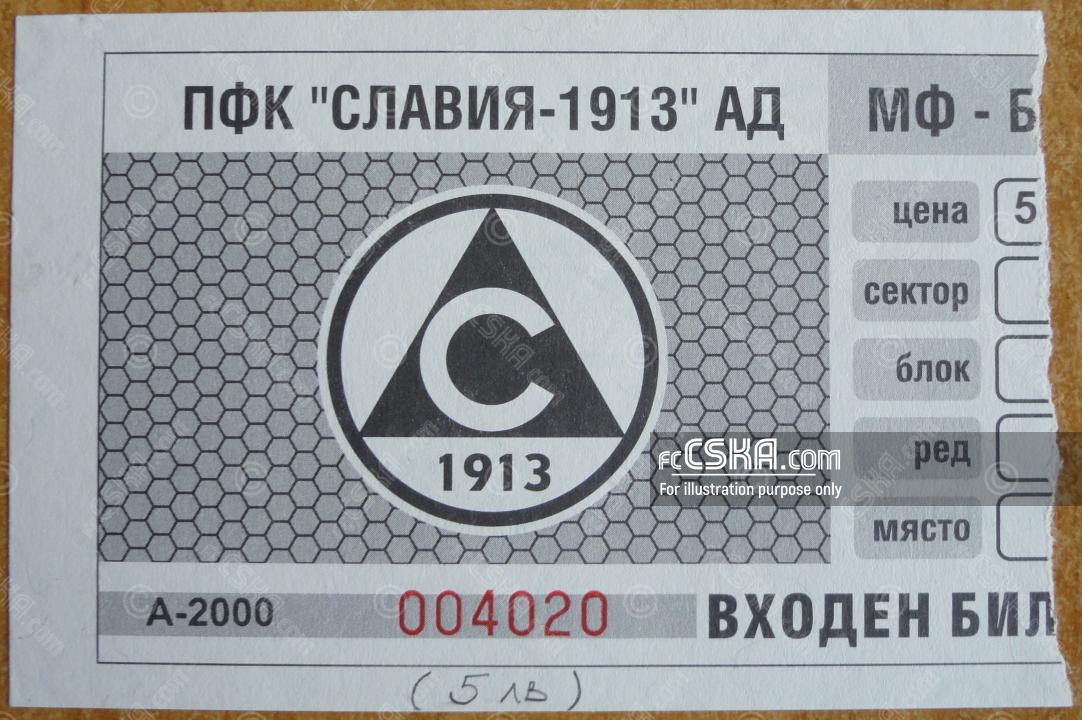 ПФК "СЛАВИЯ-1913" АД
МФ - Б
цена 5
сектор
блок
ред
място
С
1913
fcCSKA.com
For illustration purpose only
А-2000
004020
ВХОДЕН БИЛ
(5 лв)